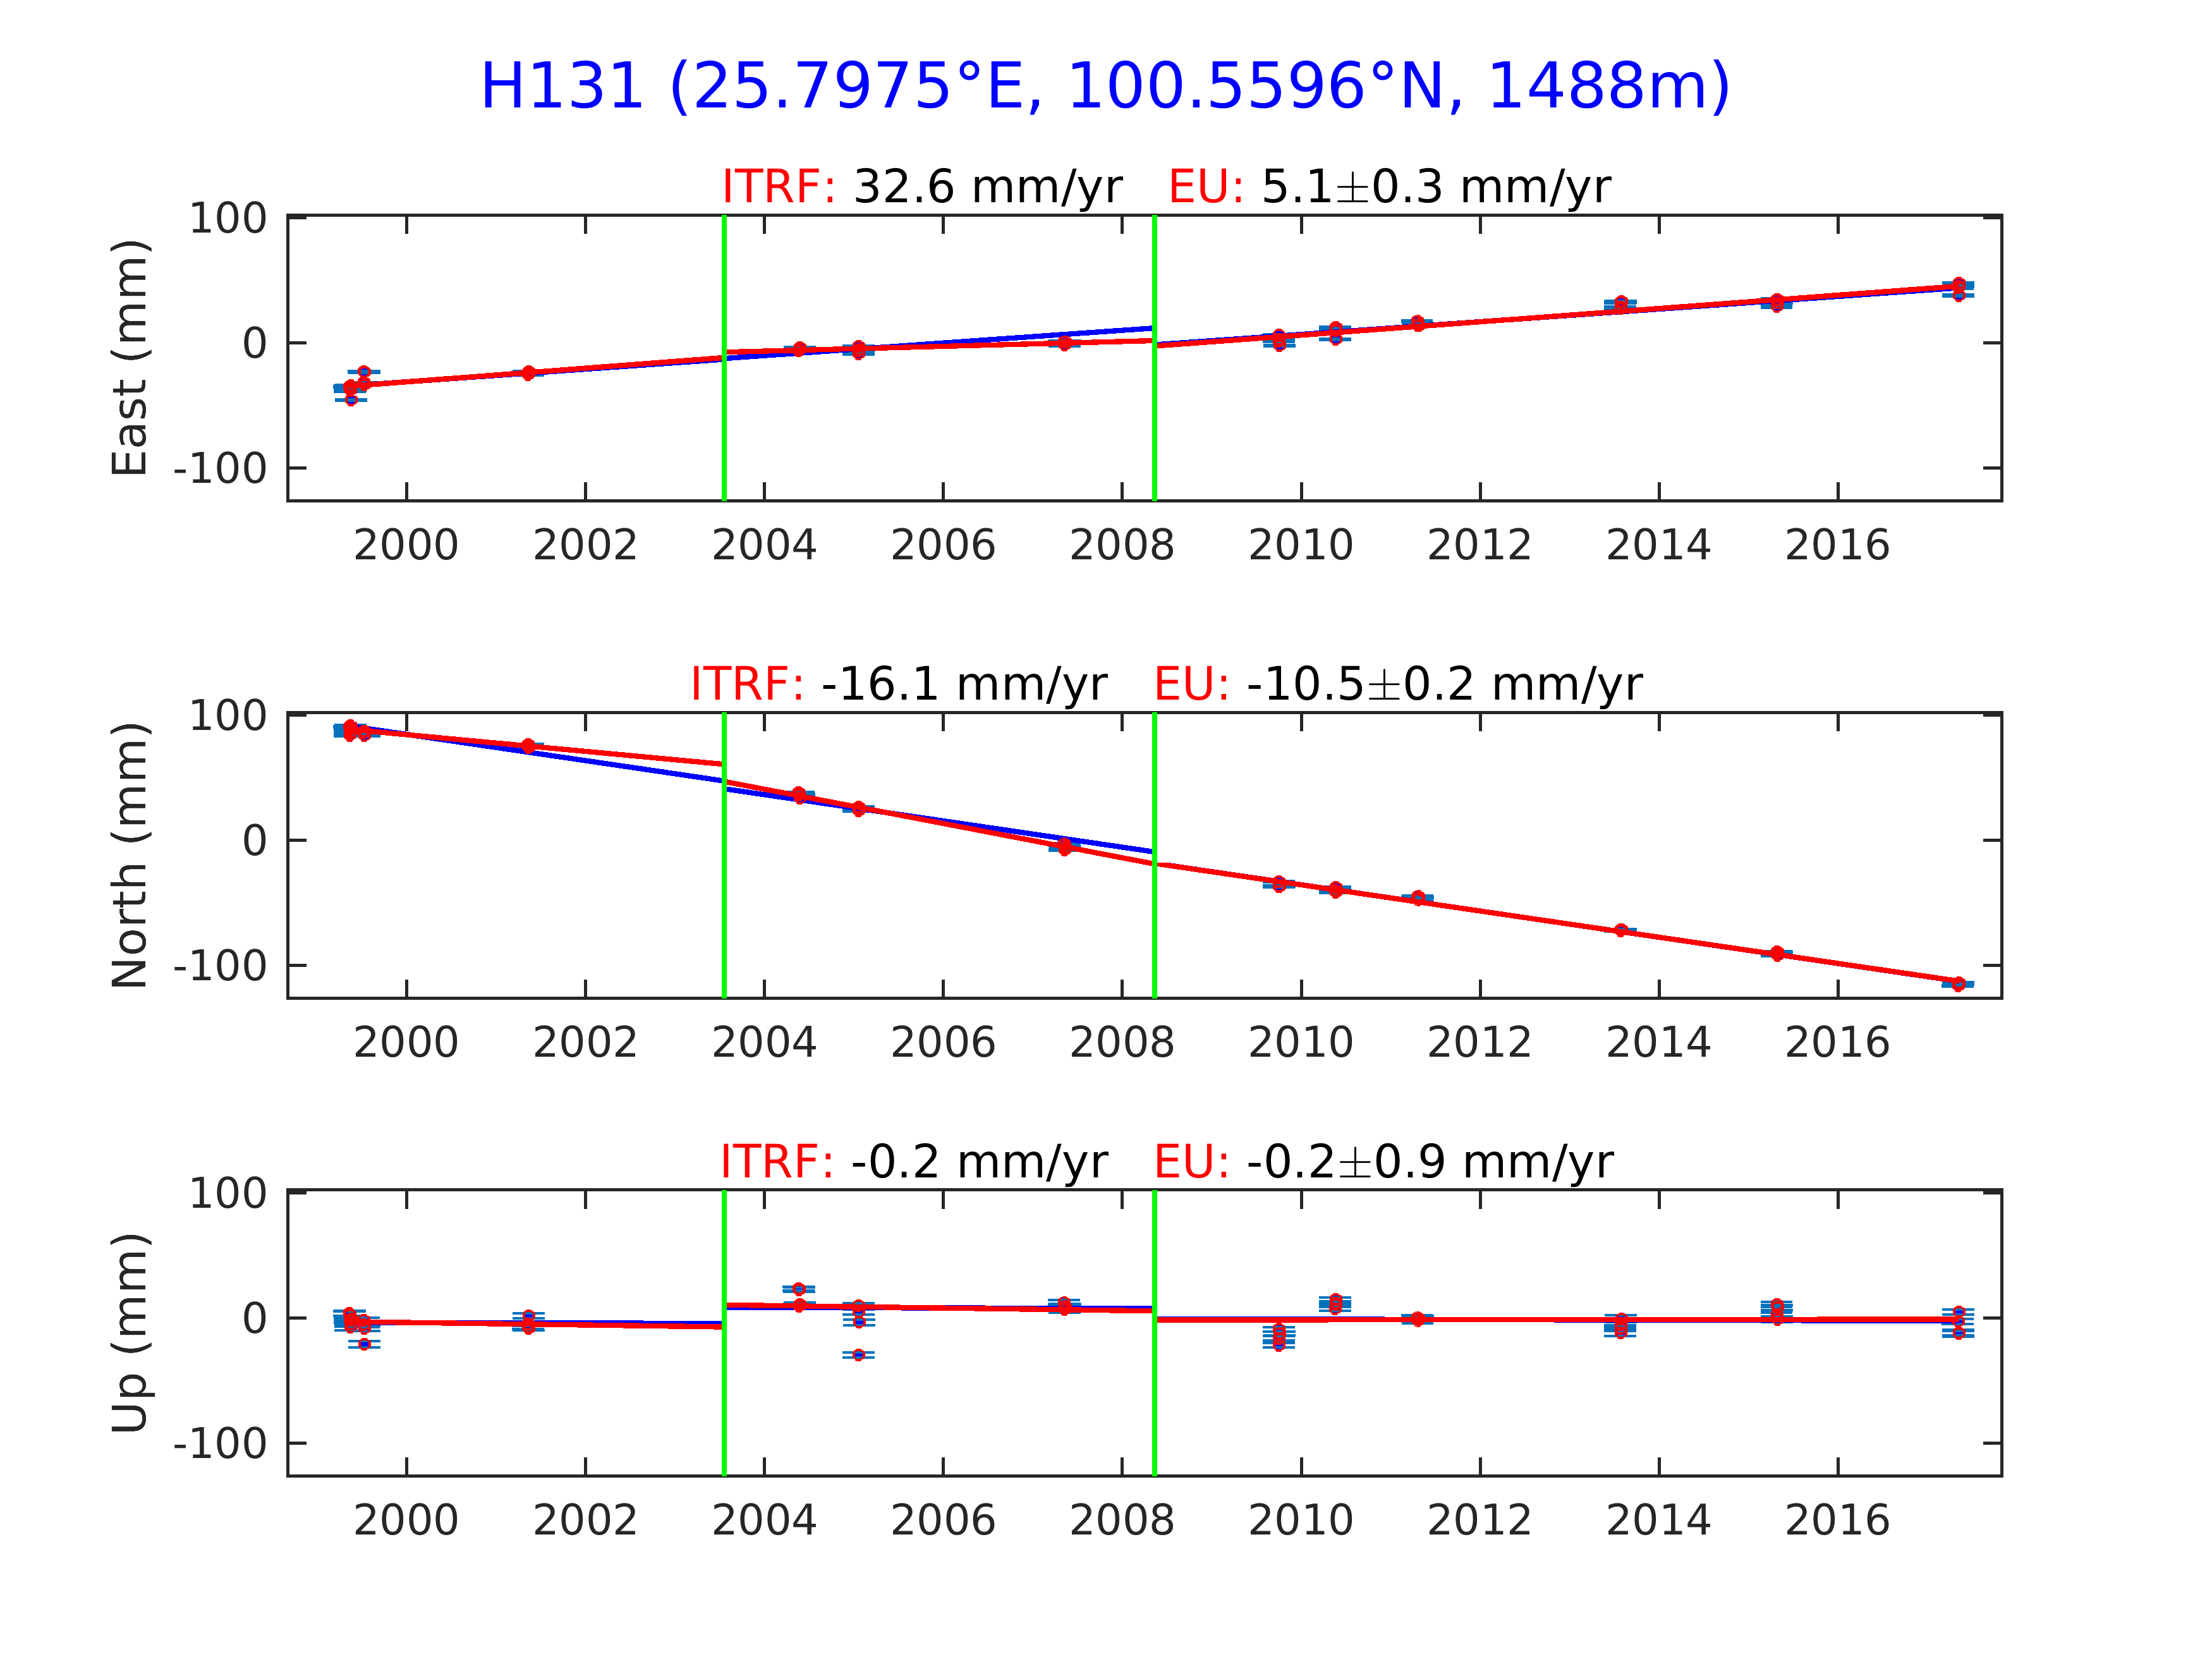 H131 (25.7975°E, 100.5596°N, 1488m)
ITRF: 32.6 mm/yr EU: 5.1±0.3 mm/yr
East (mm)
100
0
-100
2000 2002 2004 2006 2008 2010 2012 2014 2016
ITRF: -16.1 mm/yr EU: -10.5±0.2 mm/yr
North (mm)
100
0
-100
2000 2002 2004 2006 2008 2010 2012 2014 2016
ITRF: -0.2 mm/yr EU: -0.2±0.9 mm/yr
Up (mm)
100
0
-100
2000 2002 2004 2006 2008 2010 2012 2014 2016